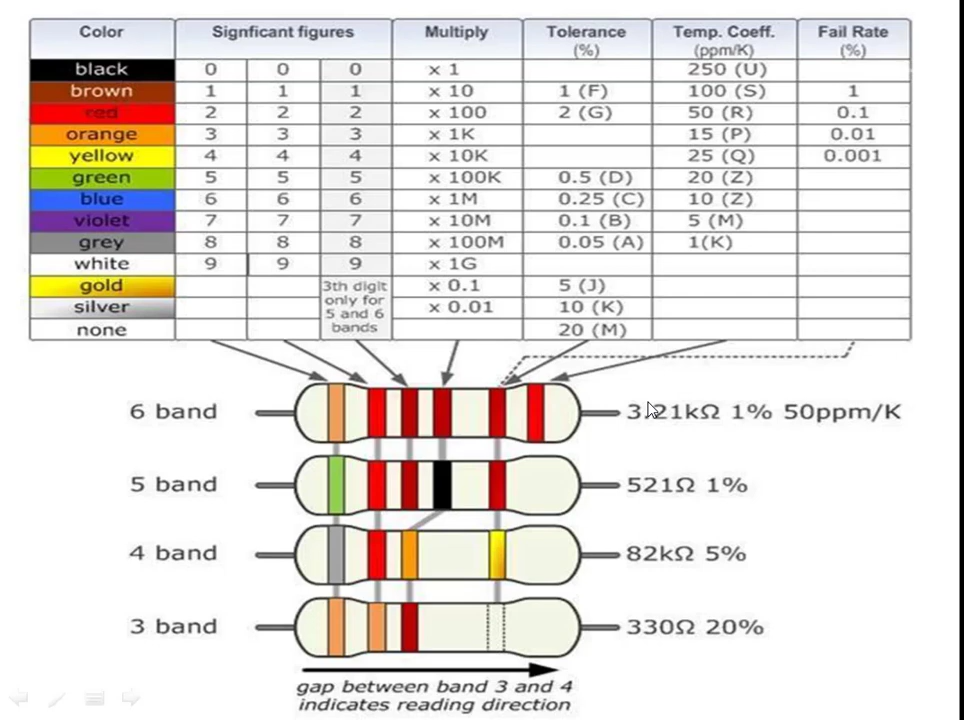 Color Signficant figures Multiply Tolerance (%) Temp. Coeff. (ppm/K) Fail Rate (%)
black 0 0 0 x 1 250 (U)
brown 1 1 1 x 10 1 (F) 100 (S) 1
red 2 2 2 x 100 2 (G) 50 (R) 0.1
orange 3 3 3 x 1K 15 (P) 0.01
yellow 4 4 4 x 10K 25 (Q) 0.001
green 5 5 5 x 100K 0.5 (D) 20 (Z)
blue 6 6 6 x 1M 0.25 (C) 10 (Z)
violet 7 7 7 x 10M 0.1 (B) 5 (M)
grey 8 8 8 x 100M 0.05 (A) 1(K)
white 9 9 9 x 1G
gold 3th digit only for 5 and 6 bands x 0.1 5 (J)
silver x 0.01 10 (K)
none 20 (M)
6 band 3.21kΩ 1% 50ppm/K
5 band 521Ω 1%
4 band 82kΩ 5%
3 band 330Ω 20%
gap between band 3 and 4
indicates reading direction